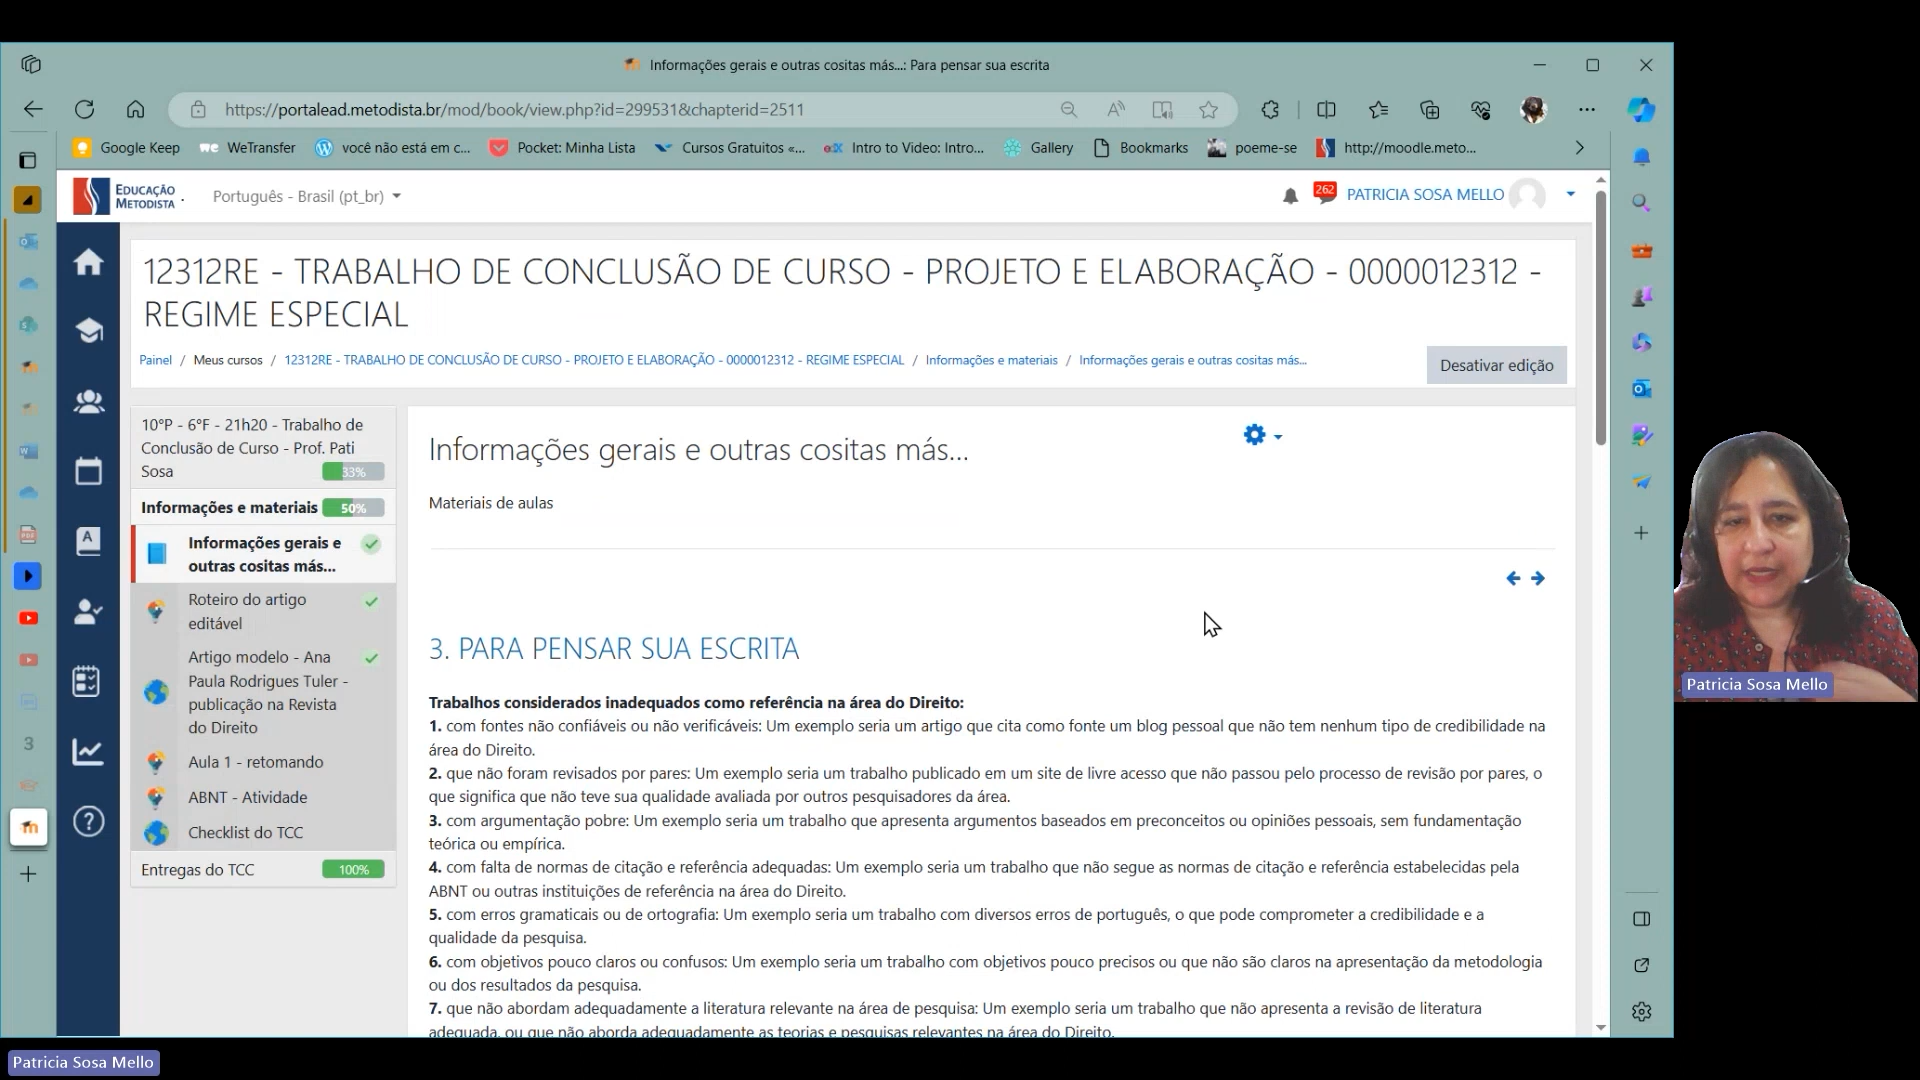 Informações gerais e outras cositas más...: Para pensar sua escrita
https://portalead.metodista.br/mod/book/view.php?id=299531&chapterid=2511
Google Keep
WeTransfer
você não está em c...
Pocket: Minha Lista
Cursos Gratuitos «...
Intro to Video: Intro...
Gallery
Bookmarks
poeme-se
http://moodle.meto...
EDUCAÇÃO
METODISTA
Português - Brasil (pt_br)
262
PATRICIA SOSA MELLO
12312RE - TRABALHO DE CONCLUSÃO DE CURSO - PROJETO E ELABORAÇÃO - 0000012312 -
REGIME ESPECIAL
Painel / Meus cursos / 12312RE - TRABALHO DE CONCLUSÃO DE CURSO - PROJETO E ELABORAÇÃO - 0000012312 - REGIME ESPECIAL / Informações e materiais / Informações gerais e outras cositas más...
Desativar edição
10ºP - 6ºF - 21h20 - Trabalho de
Conclusão de Curso - Prof. Pati
Sosa
33%
Informações e materiais
50%
Informações gerais e
outras cositas más...
Roteiro do artigo
editável
Artigo modelo - Ana
Paula Rodrigues Tuler -
publicação na Revista
do Direito
Aula 1 - retomando
ABNT - Atividade
Checklist do TCC
Entregas do TCC
100%
Informações gerais e outras cositas más...
Materiais de aulas
3. PARA PENSAR SUA ESCRITA
Trabalhos considerados inadequados como referência na área do Direito:
1. com fontes não confiáveis ou não verificáveis: Um exemplo seria um artigo que cita como fonte um blog pessoal que não tem nenhum tipo de credibilidade na
área do Direito.
2. que não foram revisados por pares: Um exemplo seria um trabalho publicado em um site de livre acesso que não passou pelo processo de revisão por pares, o
que significa que não teve sua qualidade avaliada por outros pesquisadores da área.
3. com argumentação pobre: Um exemplo seria um trabalho que apresenta argumentos baseados em preconceitos ou opiniões pessoais, sem fundamentação
teórica ou empírica.
4. com falta de normas de citação e referência adequadas: Um exemplo seria um trabalho que não segue as normas de citação e referência estabelecidas pela
ABNT ou outras instituições de referência na área do Direito.
5. com erros gramaticais ou de ortografia: Um exemplo seria um trabalho com diversos erros de português, o que pode comprometer a credibilidade e a
qualidade da pesquisa.
6. com objetivos pouco claros ou confusos: Um exemplo seria um trabalho com objetivos pouco precisos ou que não são claros na apresentação da metodologia
ou dos resultados da pesquisa.
7. que não abordam adequadamente a literatura relevante na área de pesquisa: Um exemplo seria um trabalho que não apresenta a revisão de literatura
adequada, ou que não aborda adequadamente as teorias e pesquisas relevantes na área do Direito.
Patricia Sosa Mello
Patricia Sosa Mello